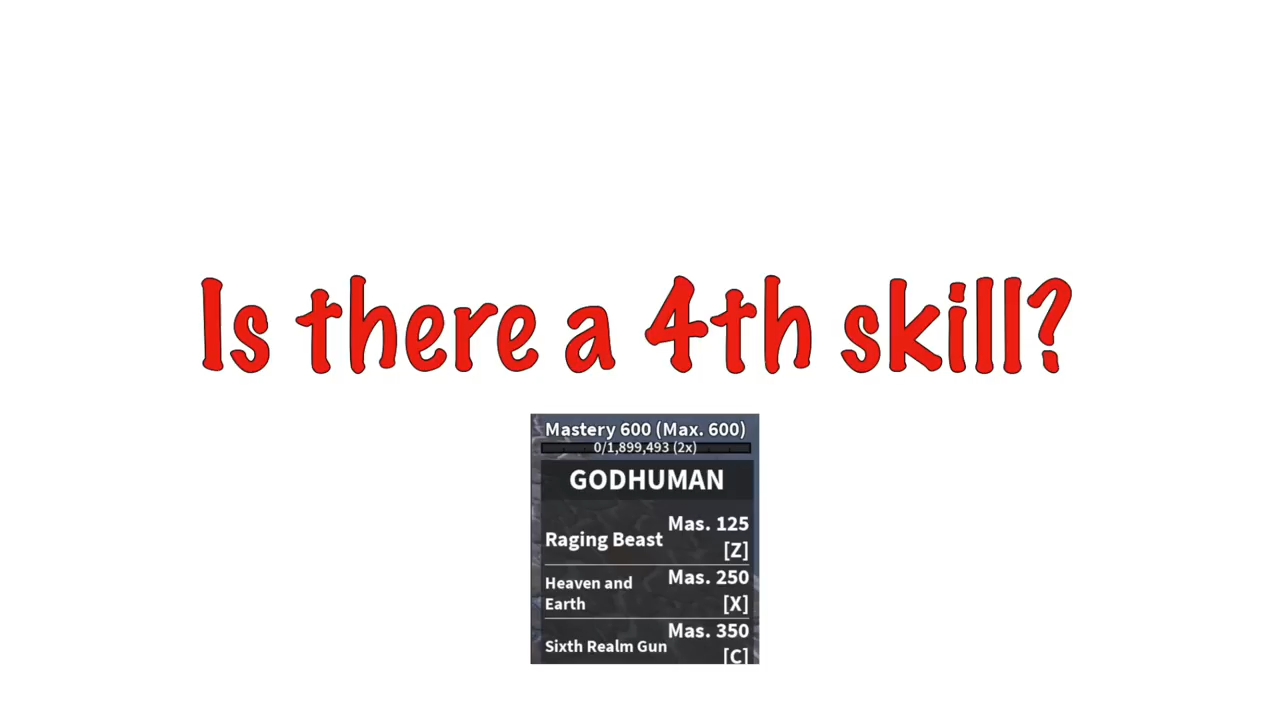 Is there a 4th skill?
Mastery 600 (Max. 600)
0/1,899,493 (2x)
GODHUMAN
Raging Beast Mas. 125 [Z]
Heaven and Earth Mas. 250 [X]
Sixth Realm Gun Mas. 350 [C]